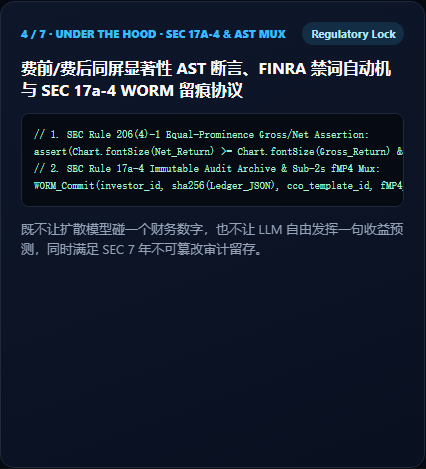 4 / 7 · UNDER THE HOOD · SEC 17A-4 & AST MUX
Regulatory Lock
费前/费后同屏显著性 AST 断言、FINRA 禁词自动机
与 SEC 17a-4 WORM 留痕协议
// 1. SEC Rule 206(4)-1 Equal-Prominence Gross/Net Assertion:
assert(Chart.fontSize(Net_Return) >= Chart.fontSize(Gross_Return) &
// 2. SEC Rule 17a-4 Immutable Audit Archive & Sub-2s fMP4 Mux:
WORM_Commit(investor_id, sha256(Ledger_JSON), cco_template_id, fMP4_
既不让扩散模型碰一个财务数字，也不让 LLM 自由发挥一句收益预
测，同时满足 SEC 7 年不可篡改审计留存。